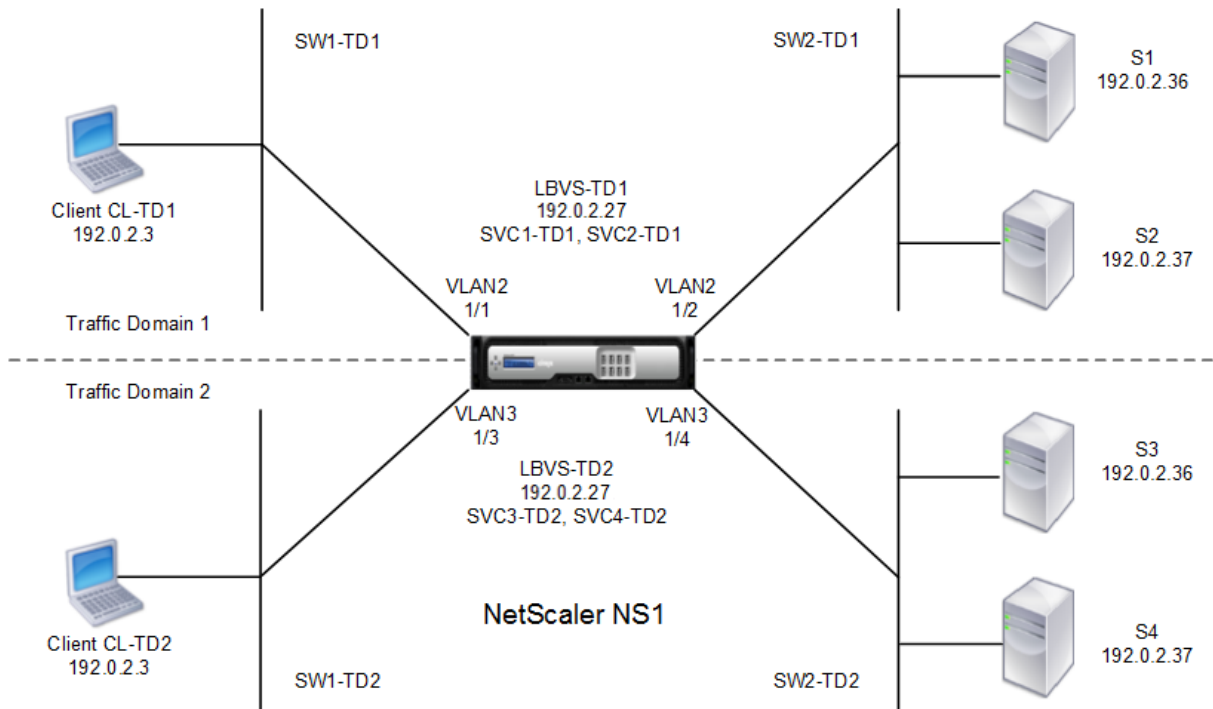 SW1-TD1
SW2-TD1
S1
192.0.2.36
Client CL-TD1
192.0.2.3
LBVS-TD1
192.0.2.27
SVC1-TD1, SVC2-TD1
S2
192.0.2.37
VLAN2
1/1
VLAN2
1/2
Traffic Domain 1
Traffic Domain 2
VLAN3
1/3
VLAN3
1/4
LBVS-TD2
192.0.2.27
SVC3-TD2, SVC4-TD2
S3
192.0.2.36
NetScaler NS1
Client CL-TD2
192.0.2.3
S4
192.0.2.37
SW1-TD2
SW2-TD2